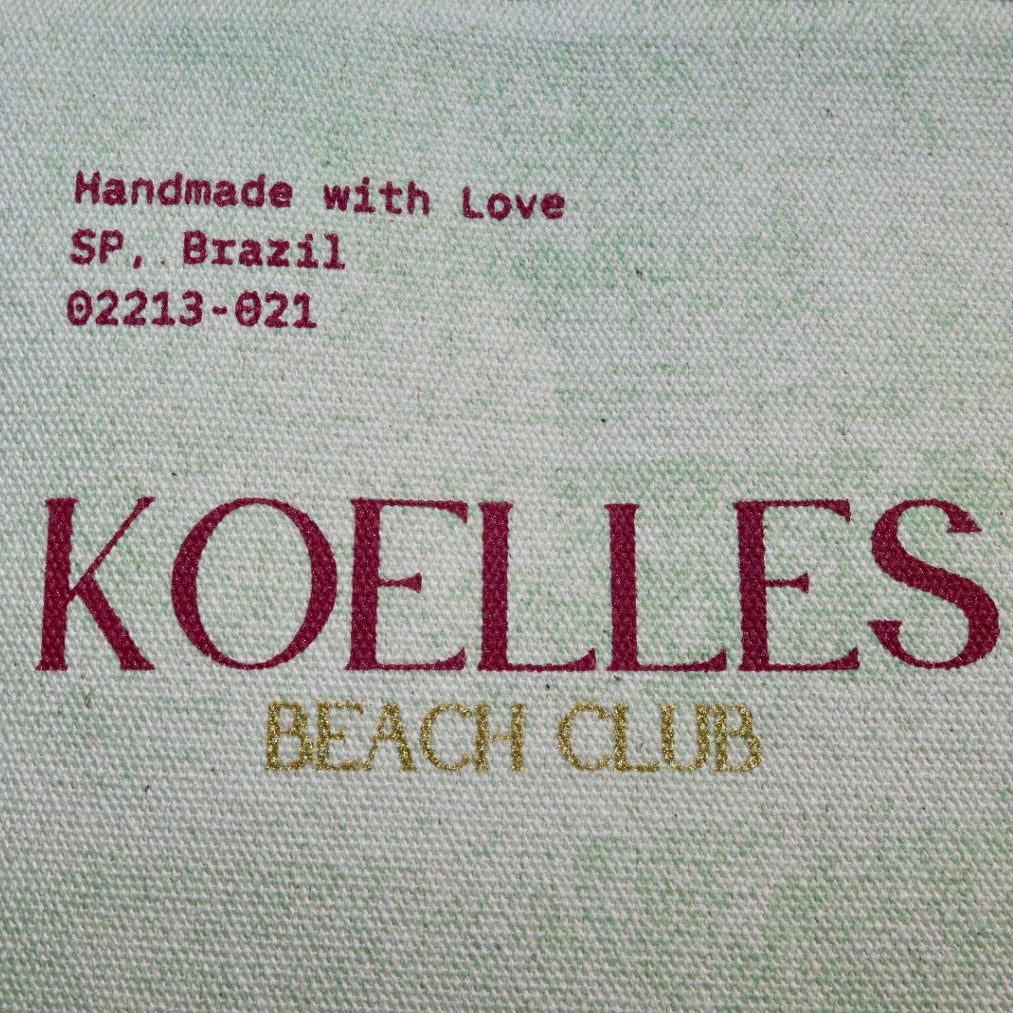 Handmade with Love
SP, Brazil
02213-021
KOELLES
BEACH CLUB